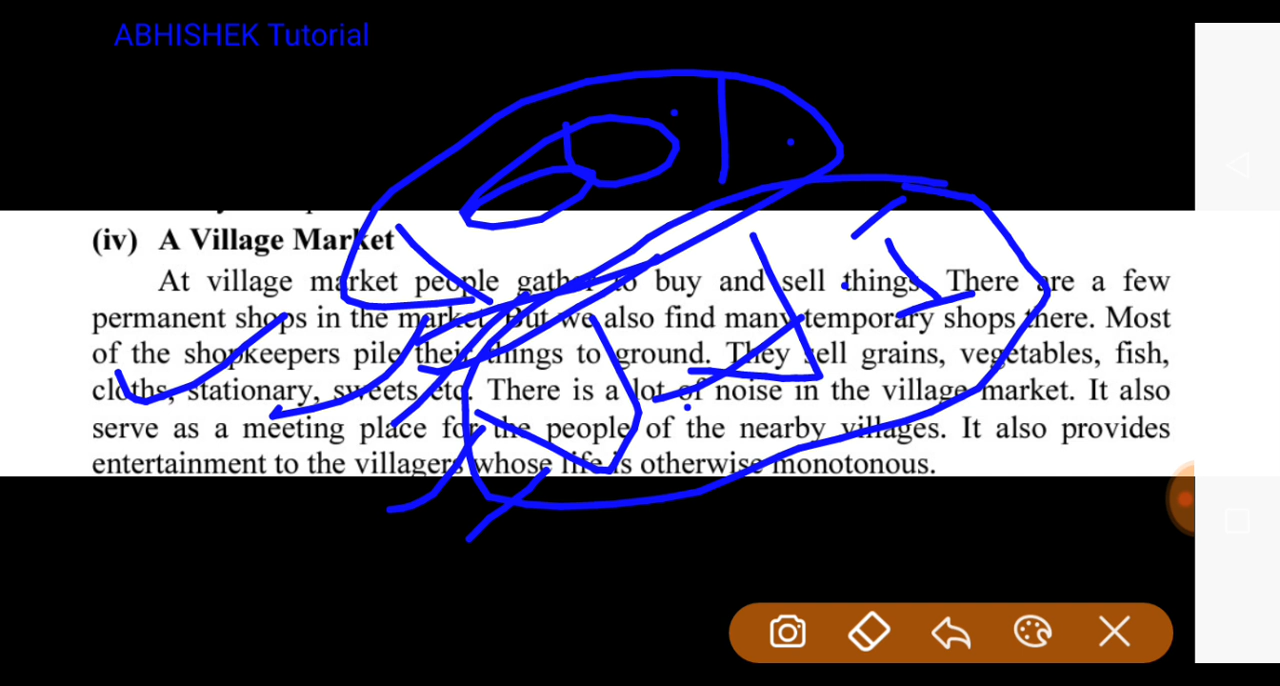 ABHISHEK Tutorial
(iv) A Village Market
At village market people gather to buy and sell things. There are a few
permanent shops in the market. But we also find many temporary shops there. Most
of the shopkeepers pile their things to ground. They sell grains, vegetables, fish,
cloths, stationary, sweets etc. There is a lot of noise in the village market. It also
serve as a meeting place for the people of the nearby villages. It also provides
entertainment to the villagers whose life is otherwise monotonous.